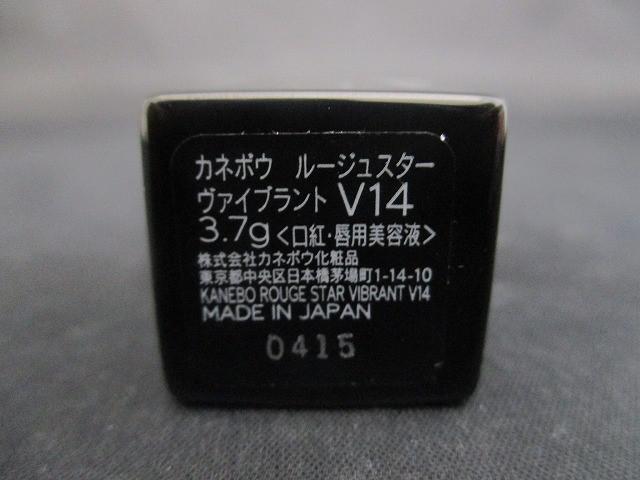 カネボウ　ルージュスター
ヴァイブラント V14
3.7g <口紅・唇用美容液>
株式会社カネボウ化粧品
東京都中央区日本橋茅場町1-14-10
KANEBO ROUGE STAR VIBRANT V14
MADE IN JAPAN
0415